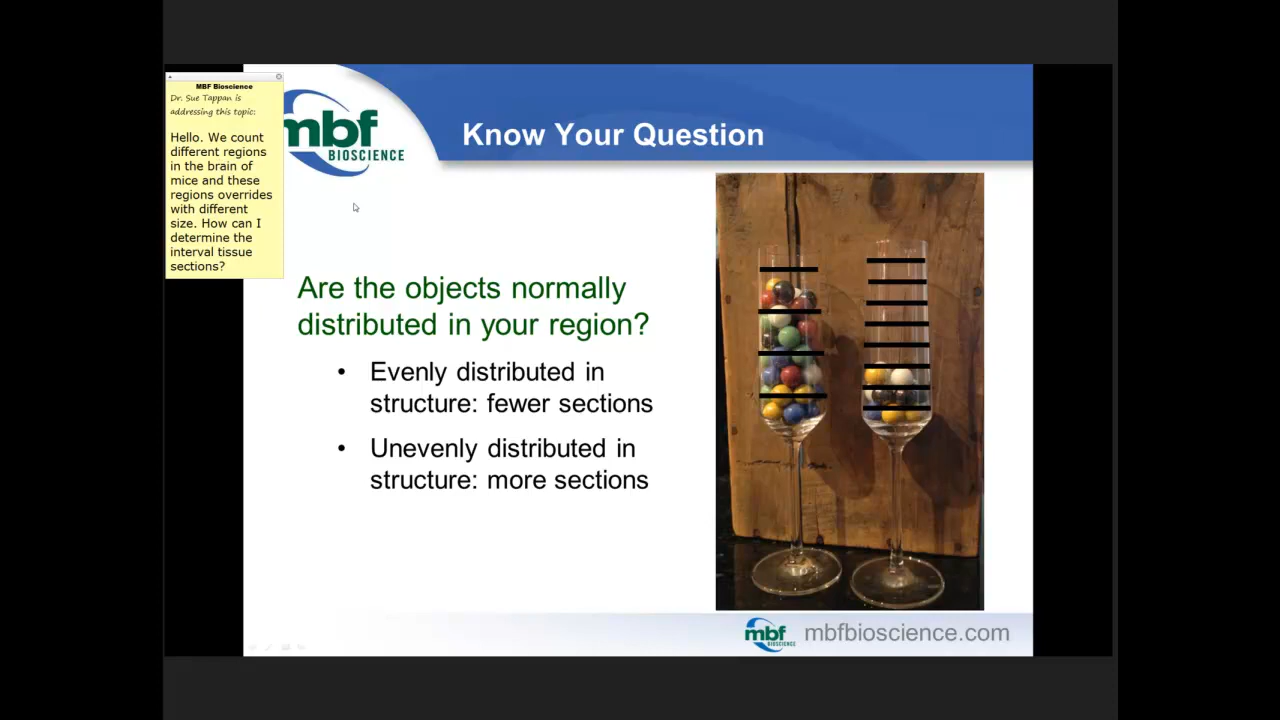 MBF Bioscience
Dr. Sue Tappan is
addressing this topic:
Hello. We count
different regions
in the brain of
mice and these
regions overrides
with different
size. How can I
determine the
interval tissue
sections?
mbf
BIOSCIENCE
Know Your Question
Are the objects normally
distributed in your region?
• Evenly distributed in
structure: fewer sections
• Unevenly distributed in
structure: more sections
mbf
BIOSCIENCE
mbfbioscience.com